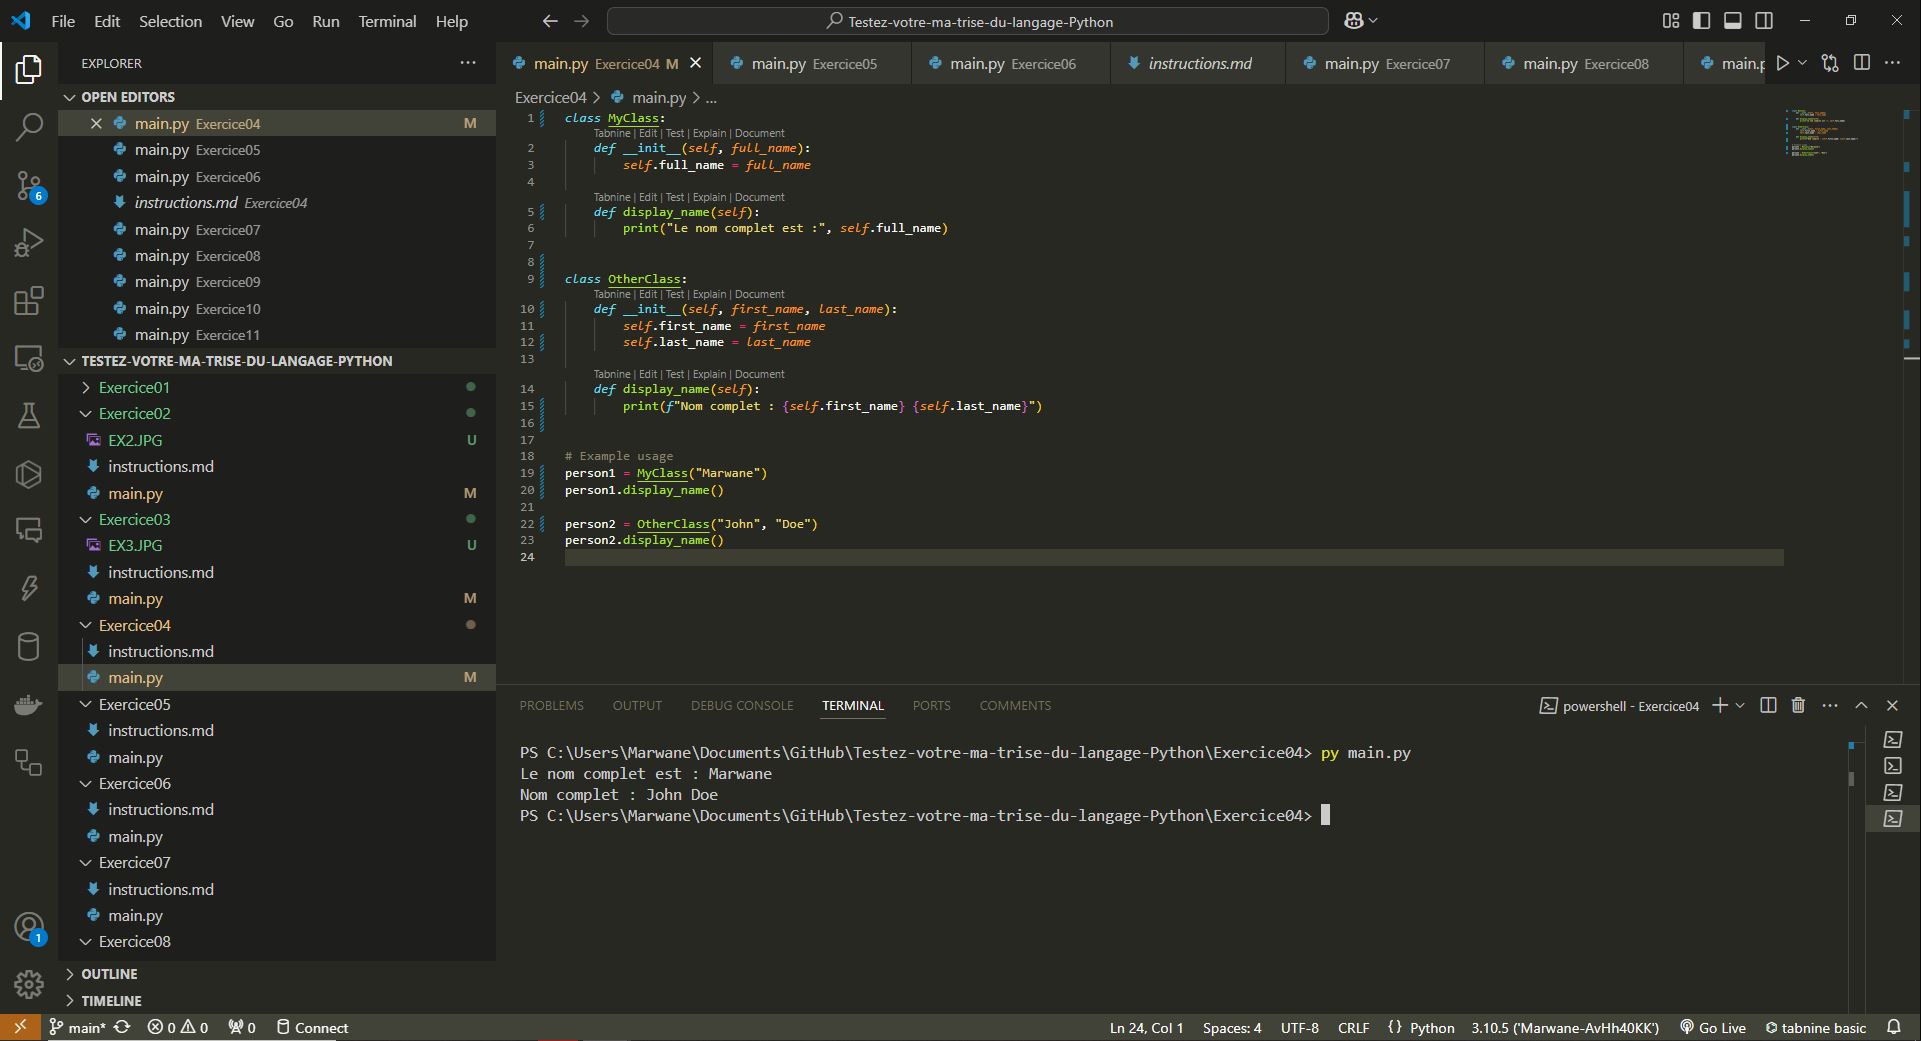 File Edit Selection View Go Run Terminal Help
Testez-votre-ma-trise-du-langage-Python
EXPLORER
OPEN EDITORS
main.py Exercice04 M
main.py Exercice05
main.py Exercice06
instructions.md Exercice04
main.py Exercice07
main.py Exercice08
main.py Exercice09
main.py Exercice10
main.py Exercice11
TESTEZ-VOTRE-MA-TRISE-DU-LANGAGE-PYTHON
Exercice01
Exercice02
EX2.JPG U
instructions.md
main.py M
Exercice03
EX3.JPG U
instructions.md
main.py M
Exercice04
instructions.md
main.py M
Exercice05
instructions.md
main.py
Exercice06
instructions.md
main.py
Exercice07
instructions.md
main.py
Exercice08
OUTLINE
TIMELINE
6
1
main.py Exercice04 M main.py Exercice05 main.py Exercice06 instructions.md main.py Exercice07 main.py Exercice08
Exercice04 > main.py > ...
1 class MyClass:
Tabnine | Edit | Test | Explain | Document
2 def __init__(self, full_name):
3 self.full_name = full_name
4
Tabnine | Edit | Test | Explain | Document
5 def display_name(self):
6 print("Le nom complet est :", self.full_name)
7
8
9 class OtherClass:
Tabnine | Edit | Test | Explain | Document
10 def __init__(self, first_name, last_name):
11 self.first_name = first_name
12 self.last_name = last_name
13
Tabnine | Edit | Test | Explain | Document
14 def display_name(self):
15 print(f"Nom complet : {self.first_name} {self.last_name}")
16
17
18 # Example usage
19 person1 = MyClass("Marwane")
20 person1.display_name()
21
22 person2 = OtherClass("John", "Doe")
23 person2.display_name()
24
PROBLEMS OUTPUT DEBUG CONSOLE TERMINAL PORTS COMMENTS
powershell - Exercice04
PS C:\Users\Marwane\Documents\GitHub\Testez-votre-ma-trise-du-langage-Python\Exercice04> py main.py
Le nom complet est : Marwane
Nom complet : John Doe
PS C:\Users\Marwane\Documents\GitHub\Testez-votre-ma-trise-du-langage-Python\Exercice04>
main* 0 0 0 Connect
Ln 24, Col 1 Spaces: 4 UTF-8 CRLF {} Python 3.10.5 ('Marwane-AvHh40KK') Go Live tabnine basic